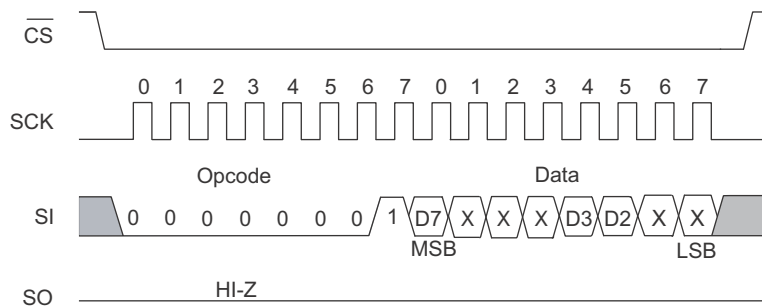 C̅S̅
0 1 2 3 4 5 6 7 0 1 2 3 4 5 6 7
SCK
Opcode Data
SI 0 0 0 0 0 0 0 1 D7 X X X D3 D2 X X
MSB LSB
HI-Z
SO